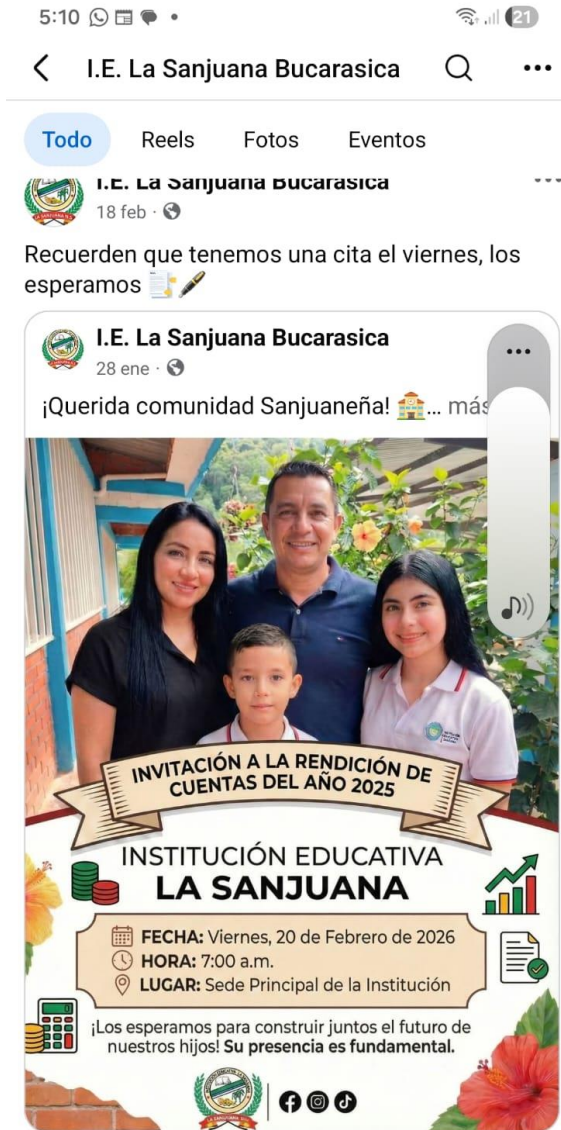 5:10
21
I.E. La Sanjuana Bucarasica
Todo Reels Fotos Eventos
I.E. La Sanjuana Bucarasica
18 feb ·
Recuerden que tenemos una cita el viernes, los
esperamos
I.E. La Sanjuana Bucarasica
28 ene ·
¡Querida comunidad Sanjuaneña! ... más
INVITACIÓN A LA RENDICIÓN DE
CUENTAS DEL AÑO 2025
INSTITUCIÓN EDUCATIVA
LA SANJUANA
FECHA: Viernes, 20 de Febrero de 2026
HORA: 7:00 a.m.
LUGAR: Sede Principal de la Institución
¡Los esperamos para construir juntos el futuro de
nuestros hijos! Su presencia es fundamental.